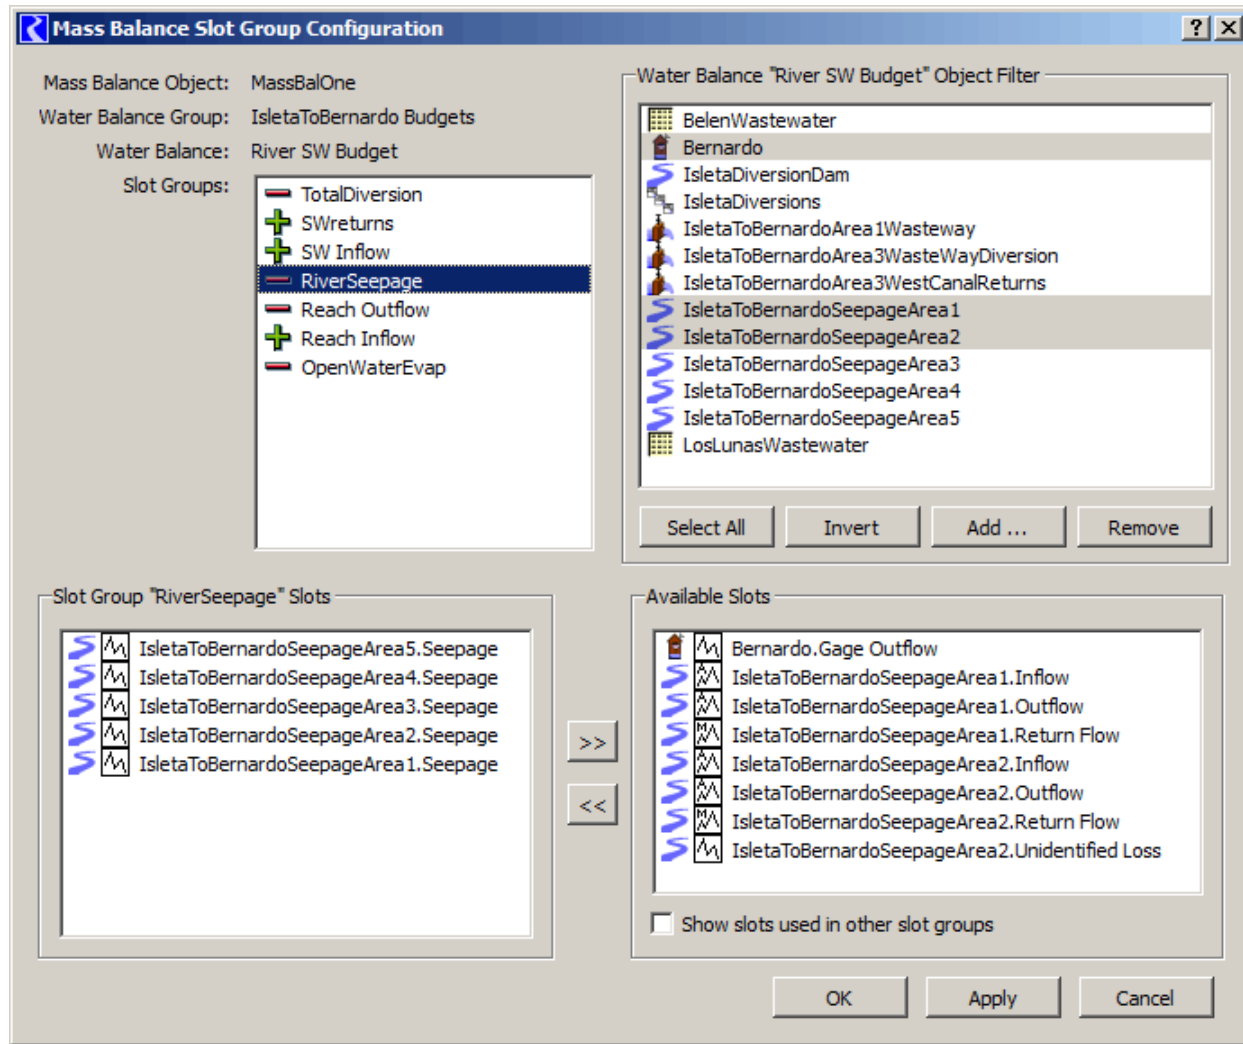 Mass Balance Slot Group Configuration
Mass Balance Object: MassBalOne
Water Balance Group: IsletaToBernardo Budgets
Water Balance: River SW Budget
Slot Groups:
TotalDiversion
SWreturns
SW Inflow
RiverSeepage
Reach Outflow
Reach Inflow
OpenWaterEvap
Water Balance "River SW Budget" Object Filter
BelenWastewater
Bernardo
IsletaDiversionDam
IsletaDiversions
IsletaToBernardoArea1Wasteway
IsletaToBernardoArea3WasteWayDiversion
IsletaToBernardoArea3WestCanalReturns
IsletaToBernardoSeepageArea1
IsletaToBernardoSeepageArea2
IsletaToBernardoSeepageArea3
IsletaToBernardoSeepageArea4
IsletaToBernardoSeepageArea5
LosLunasWastewater
Select All Invert Add ... Remove
Slot Group "RiverSeepage" Slots
IsletaToBernardoSeepageArea5.Seepage
IsletaToBernardoSeepageArea4.Seepage
IsletaToBernardoSeepageArea3.Seepage
IsletaToBernardoSeepageArea2.Seepage
IsletaToBernardoSeepageArea1.Seepage
>>
<<
Available Slots
Bernardo.Gage Outflow
IsletaToBernardoSeepageArea1.Inflow
IsletaToBernardoSeepageArea1.Outflow
IsletaToBernardoSeepageArea1.Return Flow
IsletaToBernardoSeepageArea2.Inflow
IsletaToBernardoSeepageArea2.Outflow
IsletaToBernardoSeepageArea2.Return Flow
IsletaToBernardoSeepageArea2.Unidentified Loss
Show slots used in other slot groups
OK Apply Cancel